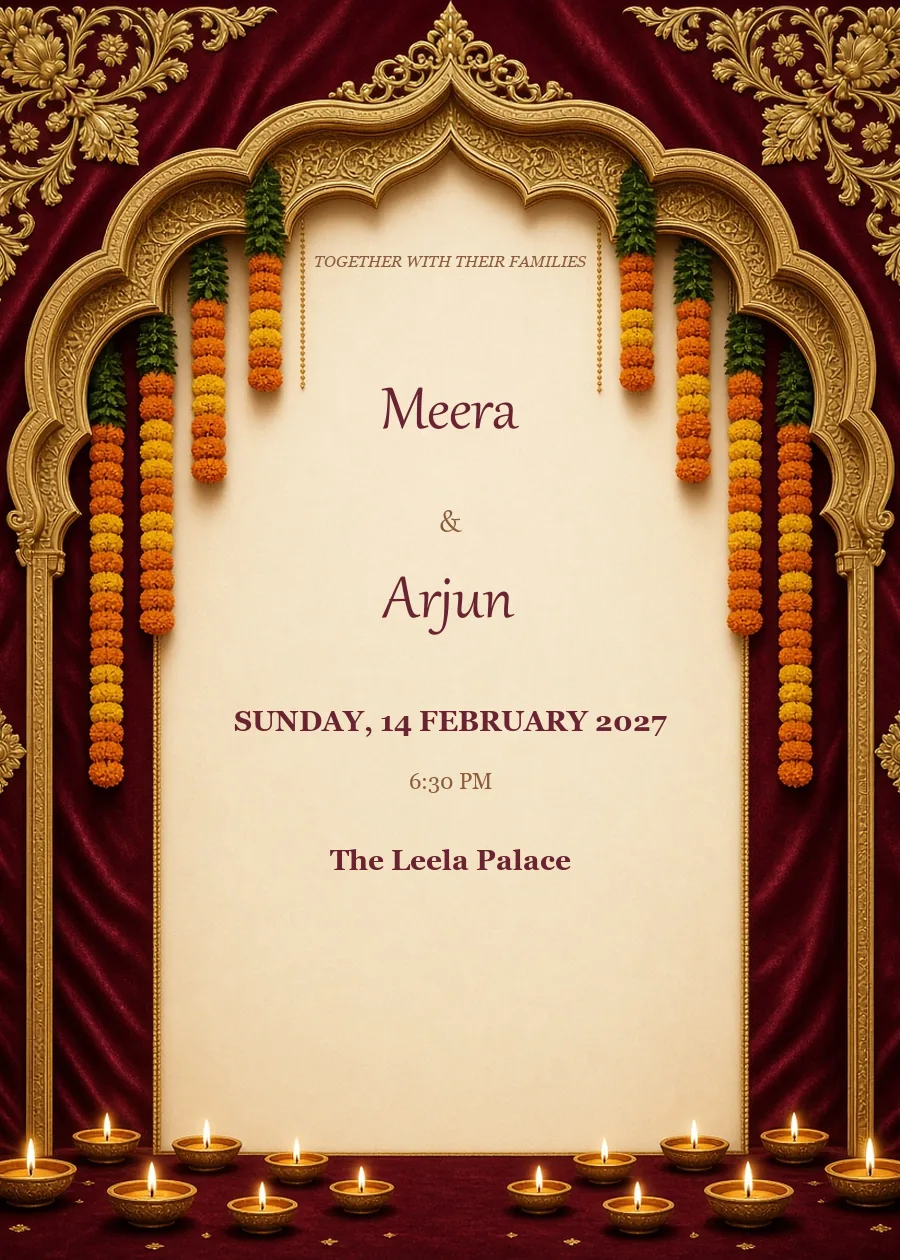 TOGETHER WITH THEIR FAMILIES
Meera
&
Arjun
SUNDAY, 14 FEBRUARY 2027
6:30 PM
The Leela Palace